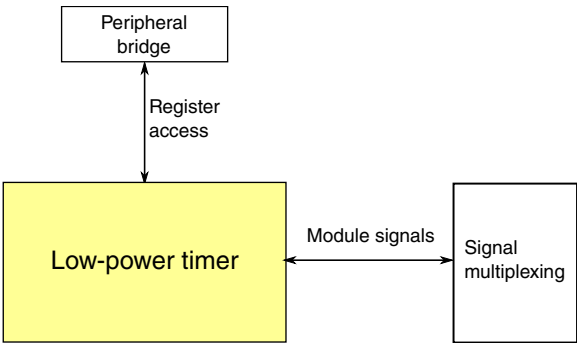 Peripheral
bridge
Register
access
Low-power timer
Module signals
Signal
multiplexing